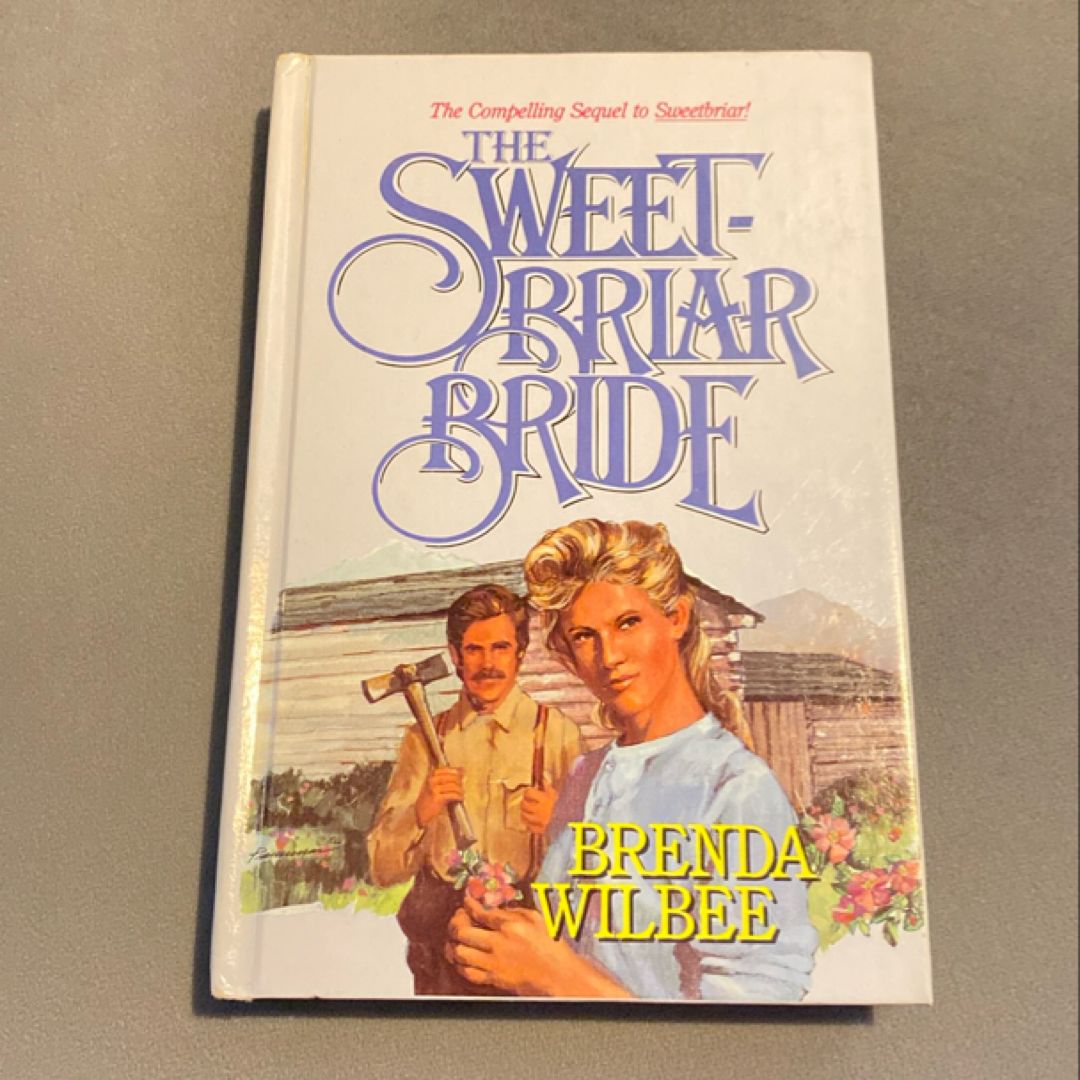 The Compelling Sequel to Sweetbriar!
THE
SWEET-
BRIAR
BRIDE
BRENDA
WILBEE